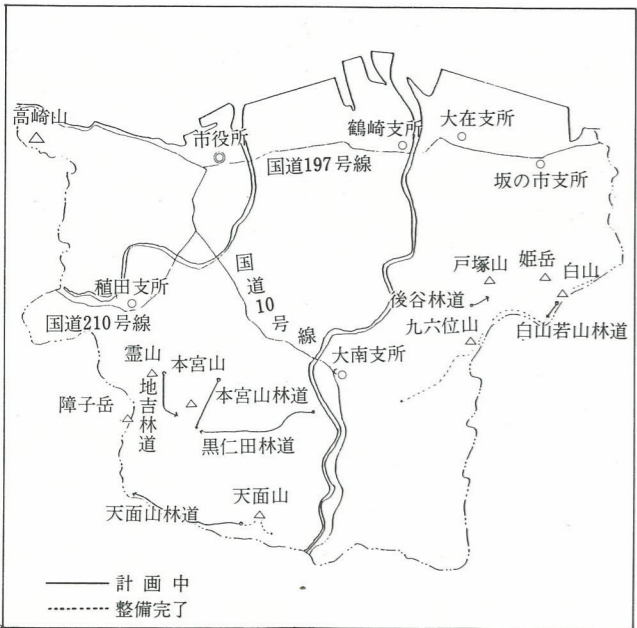 高崎山
市役所
鶴崎支所
大在支所
国道197号線
坂の市支所
国道10号線
戸塚山
姫岳
白山
稙田支所
後谷林道
国道210号線
九六位山
白山若山林道
霊山
本宮山
大南支所
地吉林道
本宮山林道
障子岳
黒仁田林道
天面山林道
天面山
計画中
整備完了